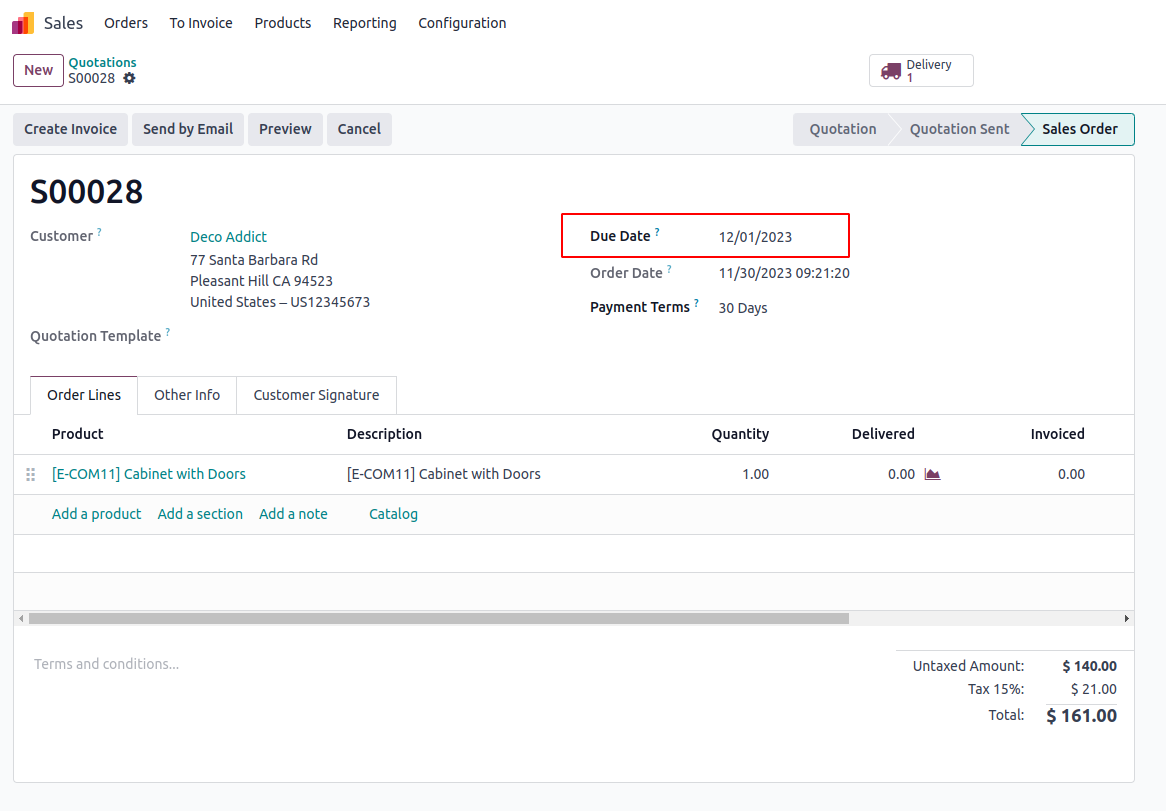 Sales Orders To Invoice Products Reporting Configuration
New Quotations
S00028
Delivery
1
Create Invoice Send by Email Preview Cancel Quotation Quotation Sent Sales Order
S00028
Customer ? Deco Addict
77 Santa Barbara Rd
Pleasant Hill CA 94523
United States – US12345673
Quotation Template ?
Due Date ? 12/01/2023
Order Date ? 11/30/2023 09:21:20
Payment Terms ? 30 Days
Order Lines Other Info Customer Signature
Product Description Quantity Delivered Invoiced
[E-COM11] Cabinet with Doors [E-COM11] Cabinet with Doors 1.00 0.00 0.00
Add a product Add a section Add a note Catalog
Terms and conditions...
Untaxed Amount: $ 140.00
Tax 15%: $ 21.00
Total: $ 161.00